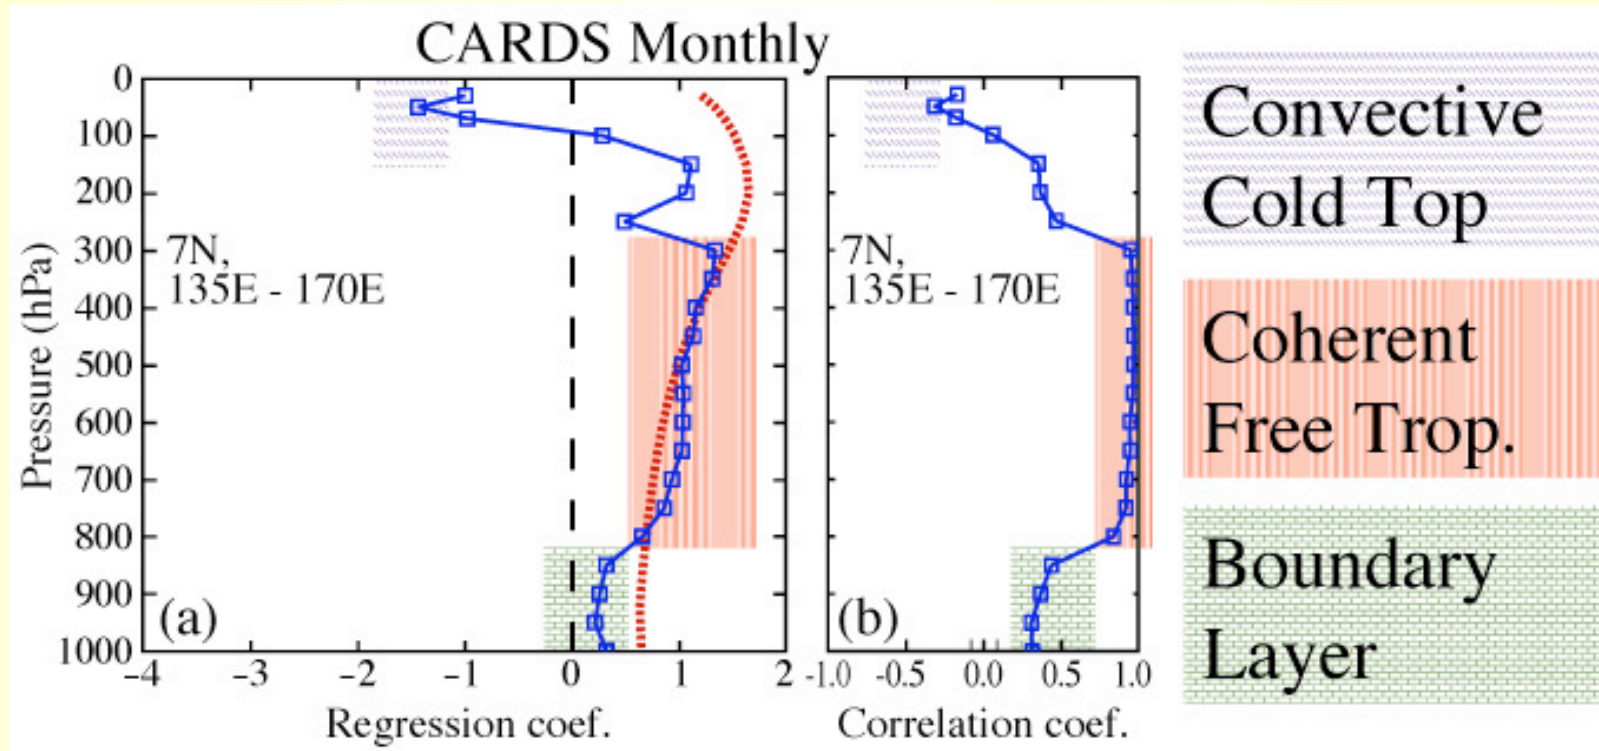 CARDS Monthly
0
100
200
300
400
500
600
700
800
900
1000
Pressure (hPa)
7N,
135E - 170E
(a)
−4
−3
−2
−1
0
1
2
Regression coef.
7N,
135E - 170E
(b)
-1.0
-0.5
0.0
0.5
1.0
Correlation coef.
Convective
Cold Top
Coherent
Free Trop.
Boundary
Layer